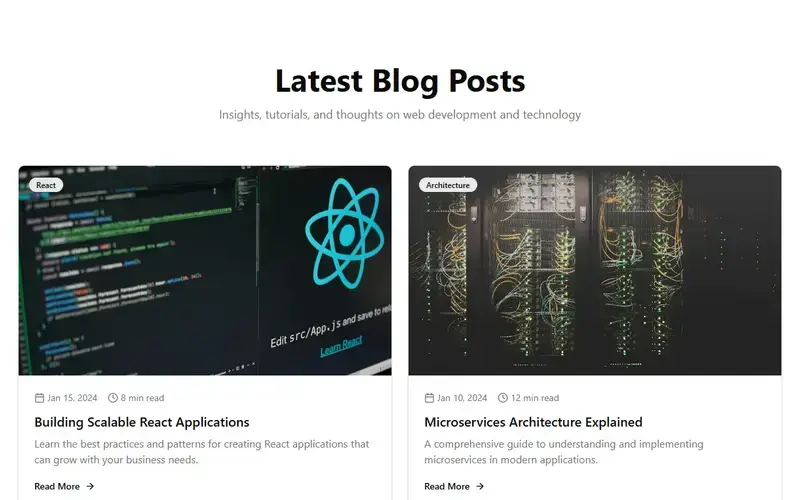 Latest Blog Posts
Insights, tutorials, and thoughts on web development and technology
React
Edit src/App.js and save to relo
Learn React
Jan 15, 2024
8 min read
Building Scalable React Applications
Learn the best practices and patterns for creating React applications that
can grow with your business needs.
Read More
Architecture
Jan 10, 2024
12 min read
Microservices Architecture Explained
A comprehensive guide to understanding and implementing
microservices in modern applications.
Read More